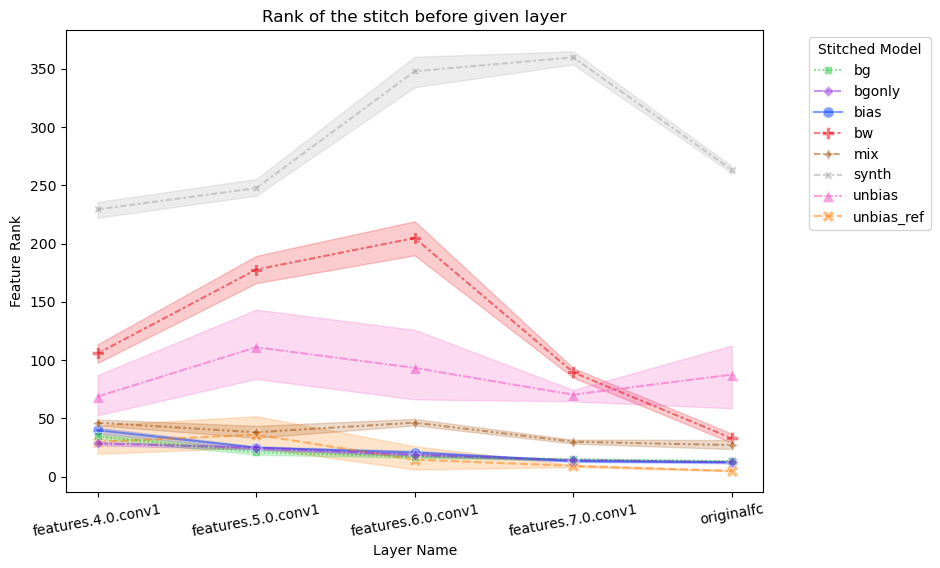 Rank of the stitch before given layer
Feature Rank
350
300
250
200
150
100
50
0
features.4.0.conv1
features.5.0.conv1
features.6.0.conv1
features.7.0.conv1
originalfc
Layer Name
Stitched Model
bg
bgonly
bias
bw
mix
synth
unbias
unbias_ref